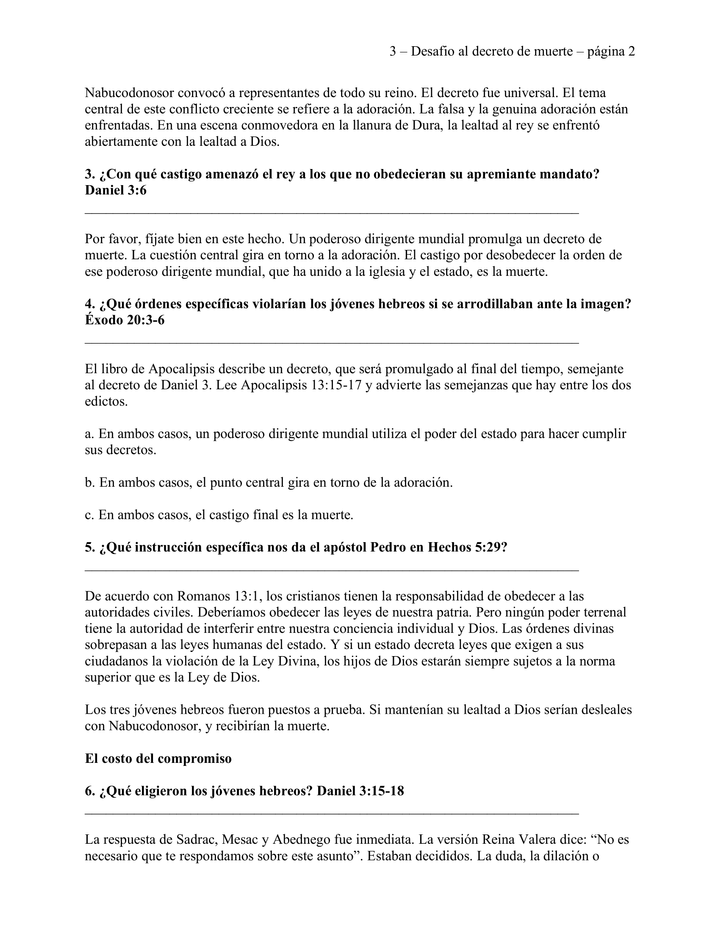 3 – Desafio al decreto de muerte – página 2
Nabucodonosor convocó a representantes de todo su reino. El decreto fue universal. El tema
central de este conflicto creciente se refiere a la adoración. La falsa y la genuina adoración están
enfrentadas. En una escena conmovedora en la llanura de Dura, la lealtad al rey se enfrentó
abiertamente con la lealtad a Dios.
3. ¿Con qué castigo amenazó el rey a los que no obedecieran su apremiante mandato?
Daniel 3:6
Por favor, fíjate bien en este hecho. Un poderoso dirigente mundial promulga un decreto de
muerte. La cuestión central gira en torno a la adoración. El castigo por desobedecer la orden de
ese poderoso dirigente mundial, que ha unido a la iglesia y el estado, es la muerte.
4. ¿Qué órdenes específicas violarían los jóvenes hebreos si se arrodillaban ante la imagen?
Éxodo 20:3-6
El libro de Apocalipsis describe un decreto, que será promulgado al final del tiempo, semejante
al decreto de Daniel 3. Lee Apocalipsis 13:15-17 y advierte las semejanzas que hay entre los dos
edictos.
a. En ambos casos, un poderoso dirigente mundial utiliza el poder del estado para hacer cumplir
sus decretos.
b. En ambos casos, el punto central gira en torno de la adoración.
c. En ambos casos, el castigo final es la muerte.
5. ¿Qué instrucción específica nos da el apóstol Pedro en Hechos 5:29?
De acuerdo con Romanos 13:1, los cristianos tienen la responsabilidad de obedecer a las
autoridades civiles. Deberíamos obedecer las leyes de nuestra patria. Pero ningún poder terrenal
tiene la autoridad de interferir entre nuestra conciencia individual y Dios. Las órdenes divinas
sobrepasan a las leyes humanas del estado. Y si un estado decreta leyes que exigen a sus
ciudadanos la violación de la Ley Divina, los hijos de Dios estarán siempre sujetos a la norma
superior que es la Ley de Dios.
Los tres jóvenes hebreos fueron puestos a prueba. Si mantenían su lealtad a Dios serían desleales
con Nabucodonosor, y recibirían la muerte.
El costo del compromiso
6. ¿Qué eligieron los jóvenes hebreos? Daniel 3:15-18
La respuesta de Sadrac, Mesac y Abednego fue inmediata. La versión Reina Valera dice: “No es
necesario que te respondamos sobre este asunto”. Estaban decididos. La duda, la dilación o